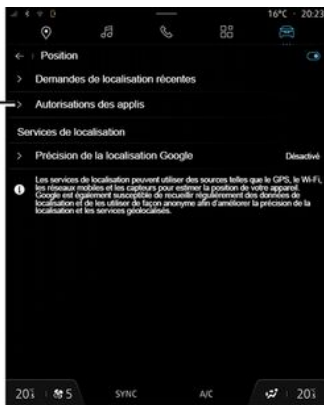 16°C · 20:23
← Position
> Demandes de localisation récentes
> Autorisations des applis
Services de localisation
> Précision de la localisation Google Désactivé
Les services de localisation peuvent utiliser des sources telles que le GPS, le Wi-Fi,
les réseaux mobiles et les capteurs pour estimer la position de votre appareil.
Google est également susceptible de recueillir régulièrement des données de
localisation et de les utiliser de façon anonyme afin d'améliorer la précision de la
localisation et les services géolocalisés.
20 5 SYNC A/C 20